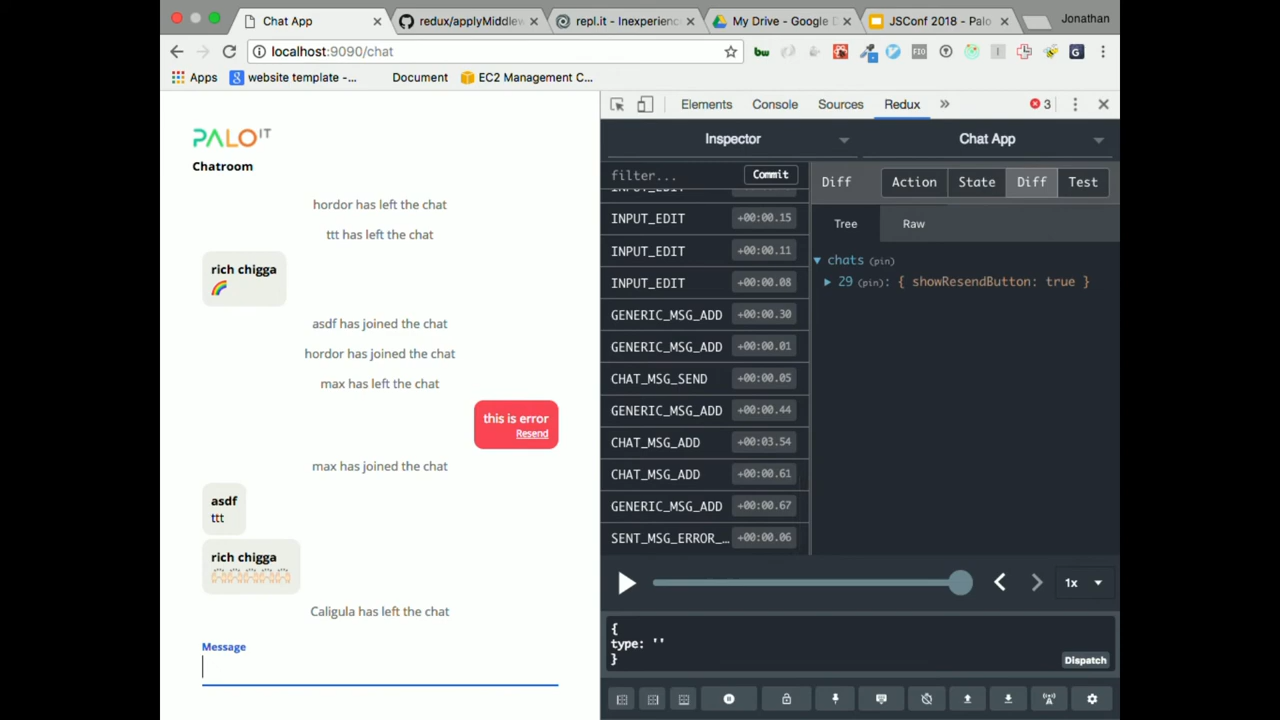 Chat App
redux/applyMiddlew
repl.it - Inexperienc
My Drive - Google D
JSConf 2018 - Palo
Jonathan
localhost:9090/chat
Apps
website template -...
Document
EC2 Management C...
PALO IT
Chatroom
hordor has left the chat
ttt has left the chat
rich chigga
asdf has joined the chat
hordor has joined the chat
max has left the chat
this is error
Resend
max has joined the chat
asdf
ttt
rich chigga
Caligula has left the chat
Message
Elements Console Sources Redux » 3
Inspector Chat App
filter... Commit
Diff Action State Diff Test
Tree Raw
INPUT_EDIT +00:00.15
INPUT_EDIT +00:00.11
INPUT_EDIT +00:00.08
GENERIC_MSG_ADD +00:00.30
GENERIC_MSG_ADD +00:00.01
CHAT_MSG_SEND +00:00.05
GENERIC_MSG_ADD +00:00.44
CHAT_MSG_ADD +00:03.54
CHAT_MSG_ADD +00:00.61
GENERIC_MSG_ADD +00:00.67
SENT_MSG_ERROR_... +00:00.06
chats (pin)
29 (pin): { showResendButton: true }
1x
{
type: ''
}
Dispatch